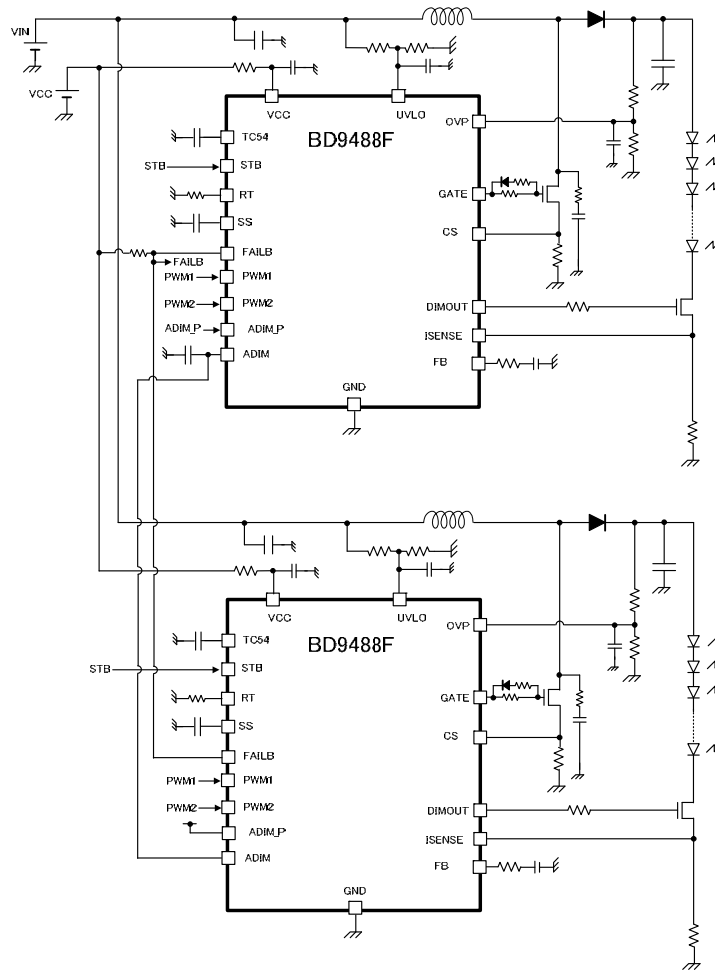 VIN
VCC
VCC
UVLO
BD9488F
OVP
TC54
STB
STB
RT
GATE
SS
CS
FAILB
FAILB
PWM1
PWM1
PWM2
PWM2
DIMOUT
ADIM_P
ADIM_P
ISENSE
ADIM
FB
GND
VCC
UVLO
BD9488F
OVP
TC54
STB
STB
RT
GATE
SS
CS
FAILB
PWM1
PWM1
PWM2
PWM2
DIMOUT
ADIM_P
ISENSE
ADIM
FB
GND